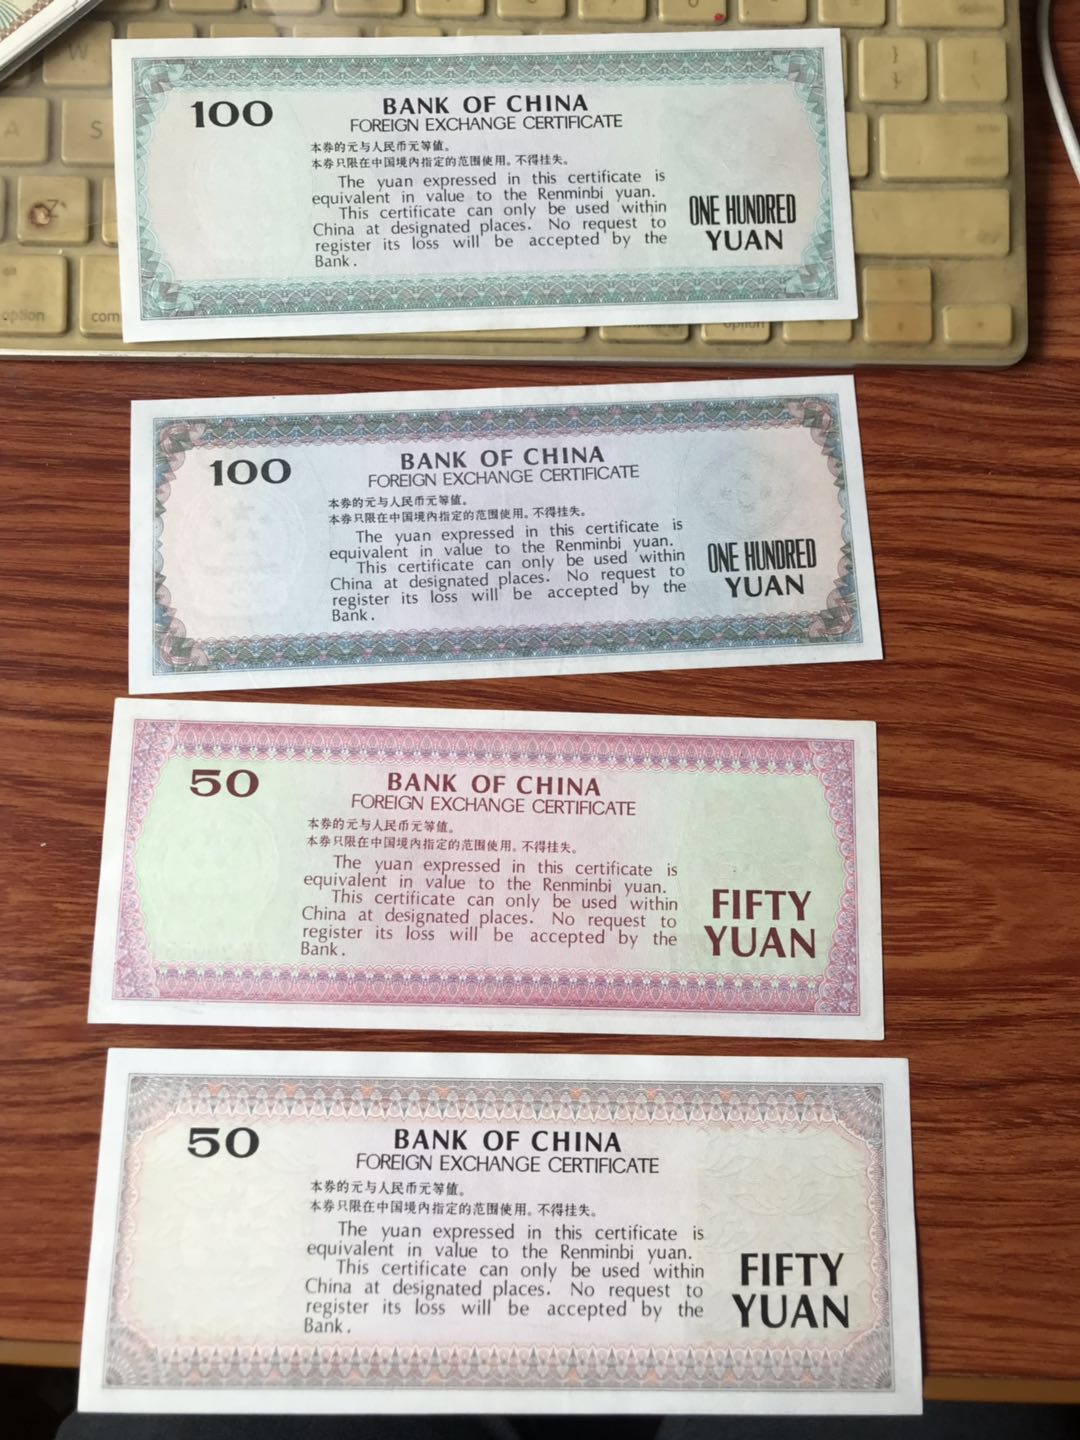 W
A
S
Z
option
com
option
delete
100
BANK OF CHINA
FOREIGN EXCHANGE CERTIFICATE
本券的元与人民币元等值。
本券只限在中国境内指定的范围使用。不得挂失。
The yuan expressed in this certificate is
equivalent in value to the Renminbi yuan.
This certificate can only be used within
China at designated places. No request to
register its loss will be accepted by the
Bank.
ONE HUNDRED
YUAN
100
BANK OF CHINA
FOREIGN EXCHANGE CERTIFICATE
本券的元与人民币元等值。
本券只限在中国境内指定的范围使用。不得挂失。
The yuan expressed in this certificate is
equivalent in value to the Renminbi yuan.
This certificate can only be used within
China at designated places. No request to
register its loss will be accepted by the
Bank.
ONE HUNDRED
YUAN
50
BANK OF CHINA
FOREIGN EXCHANGE CERTIFICATE
本券的元与人民币元等值。
本券只限在中国境内指定的范围使用。不得挂失。
The yuan expressed in this certificate is
equivalent in value to the Renminbi yuan.
This certificate can only be used within
China at designated places. No request to
register its loss will be accepted by the
Bank.
FIFTY
YUAN
50
BANK OF CHINA
FOREIGN EXCHANGE CERTIFICATE
本券的元与人民币元等值。
本券只限在中国境内指定的范围使用。不得挂失。
The yuan expressed in this certificate is
equivalent in value to the Renminbi yuan.
This certificate can only be used within
China at designated places. No request to
register its loss will be accepted by the
Bank.
FIFTY
YUAN